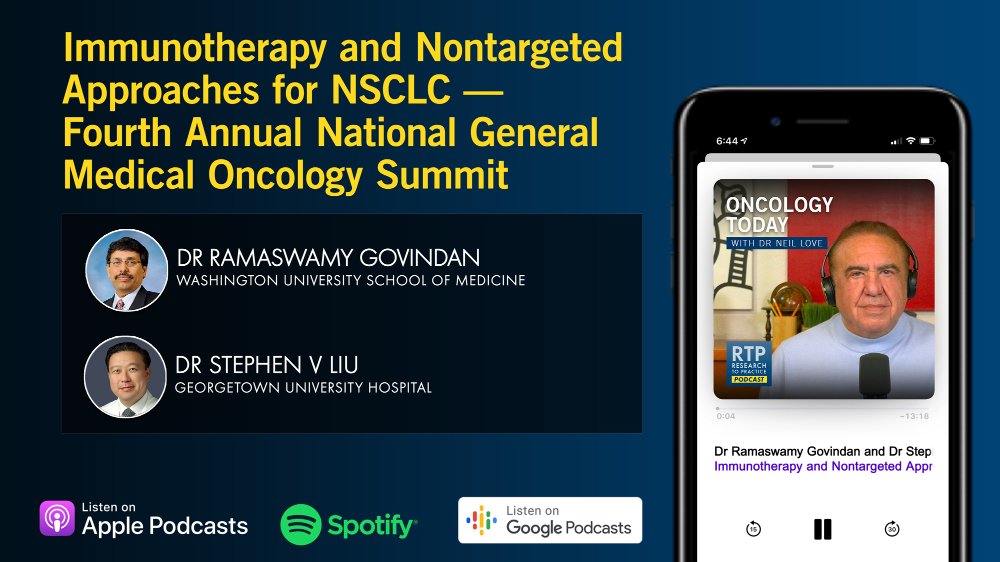 Immunotherapy and Nontargeted
Approaches for NSCLC —
Fourth Annual National General
Medical Oncology Summit
DR RAMASWAMY GOVINDAN
WASHINGTON UNIVERSITY SCHOOL OF MEDICINE
DR STEPHEN V LIU
GEORGETOWN UNIVERSITY HOSPITAL
Listen on
Apple Podcasts
Spotify®
Listen on
Google Podcasts
6:44
ONCOLOGY
TODAY
WITH DR NEIL LOVE
RTP
RESEARCH
TO PRACTICE
PODCAST
0:04 −13:18
Dr Ramaswamy Govindan and Dr Step
Immunotherapy and Nontargeted Appr
15 30